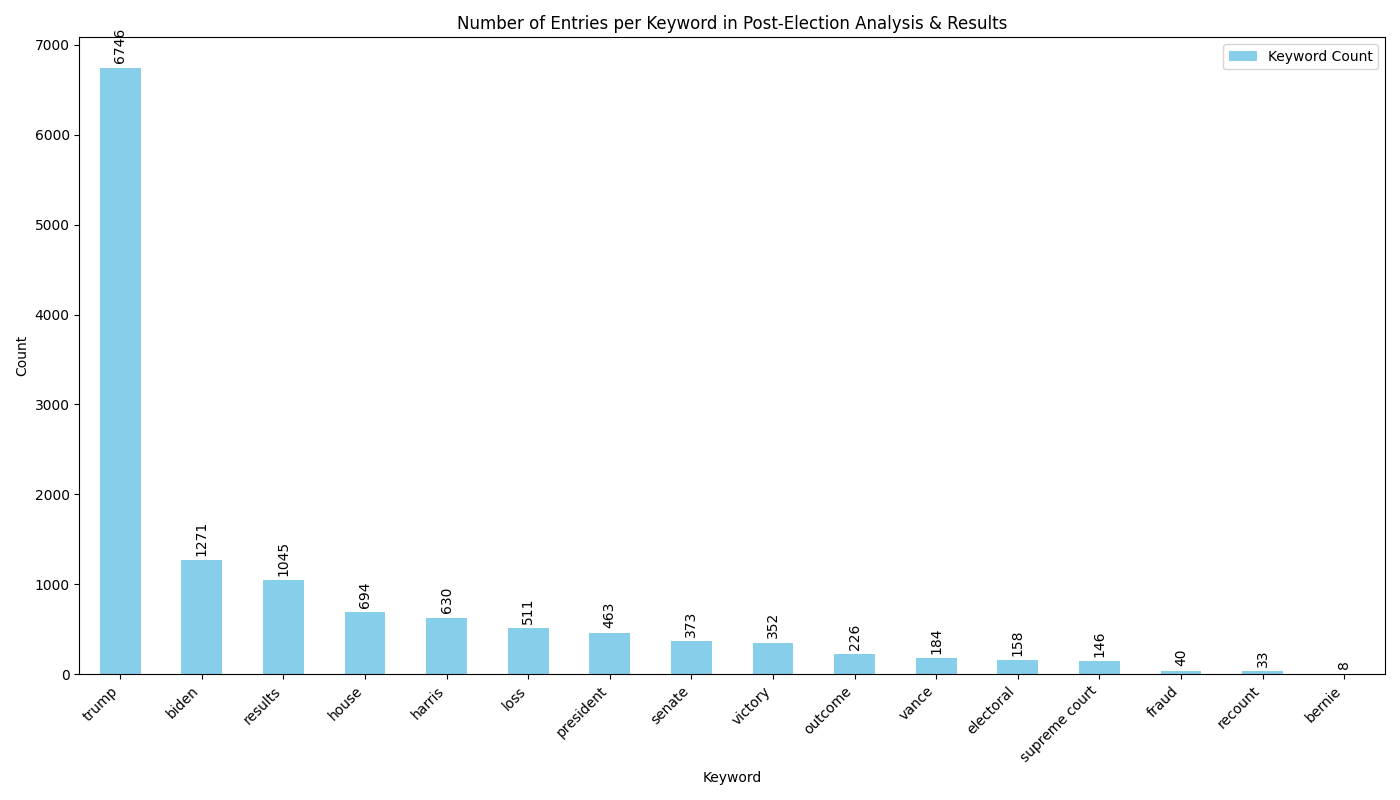 Number of Entries per Keyword in Post-Election Analysis & Results
Keyword Count
Count
7000
6000
5000
4000
3000
2000
1000
0
6746
1271
1045
694
630
511
463
373
352
226
184
158
146
40
33
8
trump
biden
results
house
harris
loss
president
senate
victory
outcome
vance
electoral
supreme court
fraud
recount
bernie
Keyword